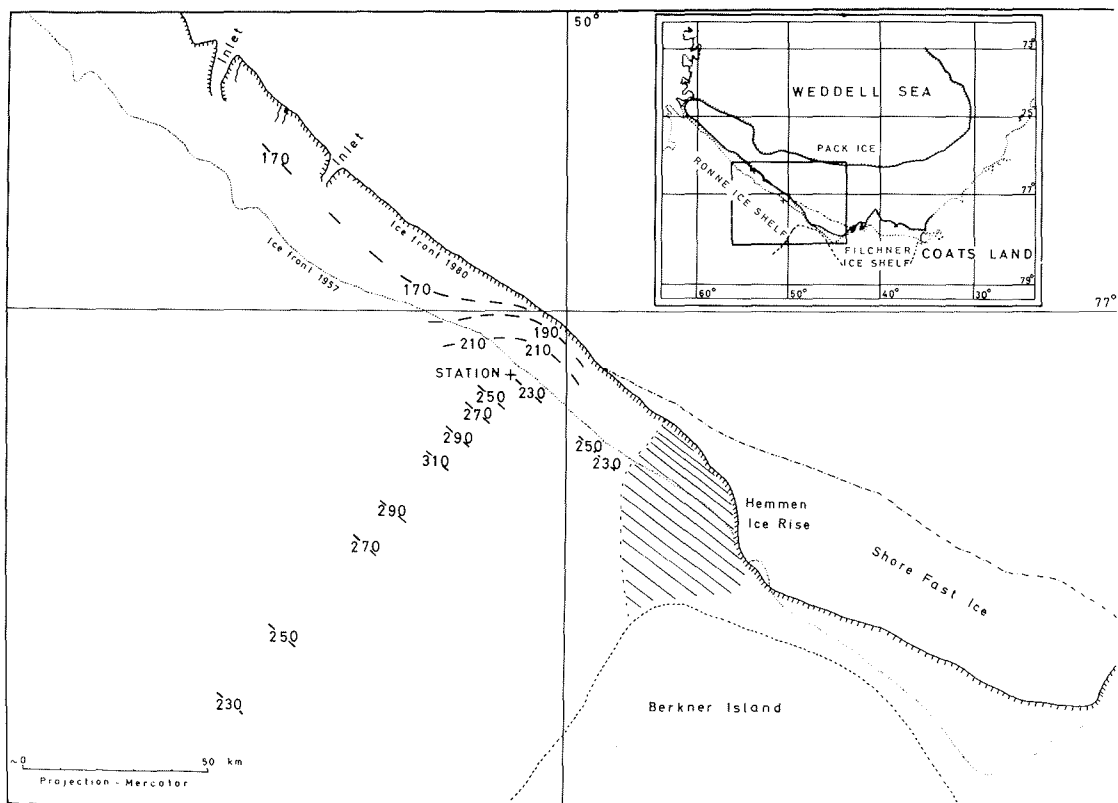 50°
Inlet
Inlet
170
Ice front 1980
Ice front 1957
170
190
210
210
STATION
230
250
270
290
310
290
270
250
230
250
230
Hemmen
Ice Rise
Shore Fast Ice
Berkner Island
~0 50 km
Projection - Mercator
77°
WEDDELL SEA
PACK ICE
RONNE ICE SHELF
FILCHNER
ICE SHELF
COATS LAND
73°
75°
77°
79°
60° 50° 40° 30°